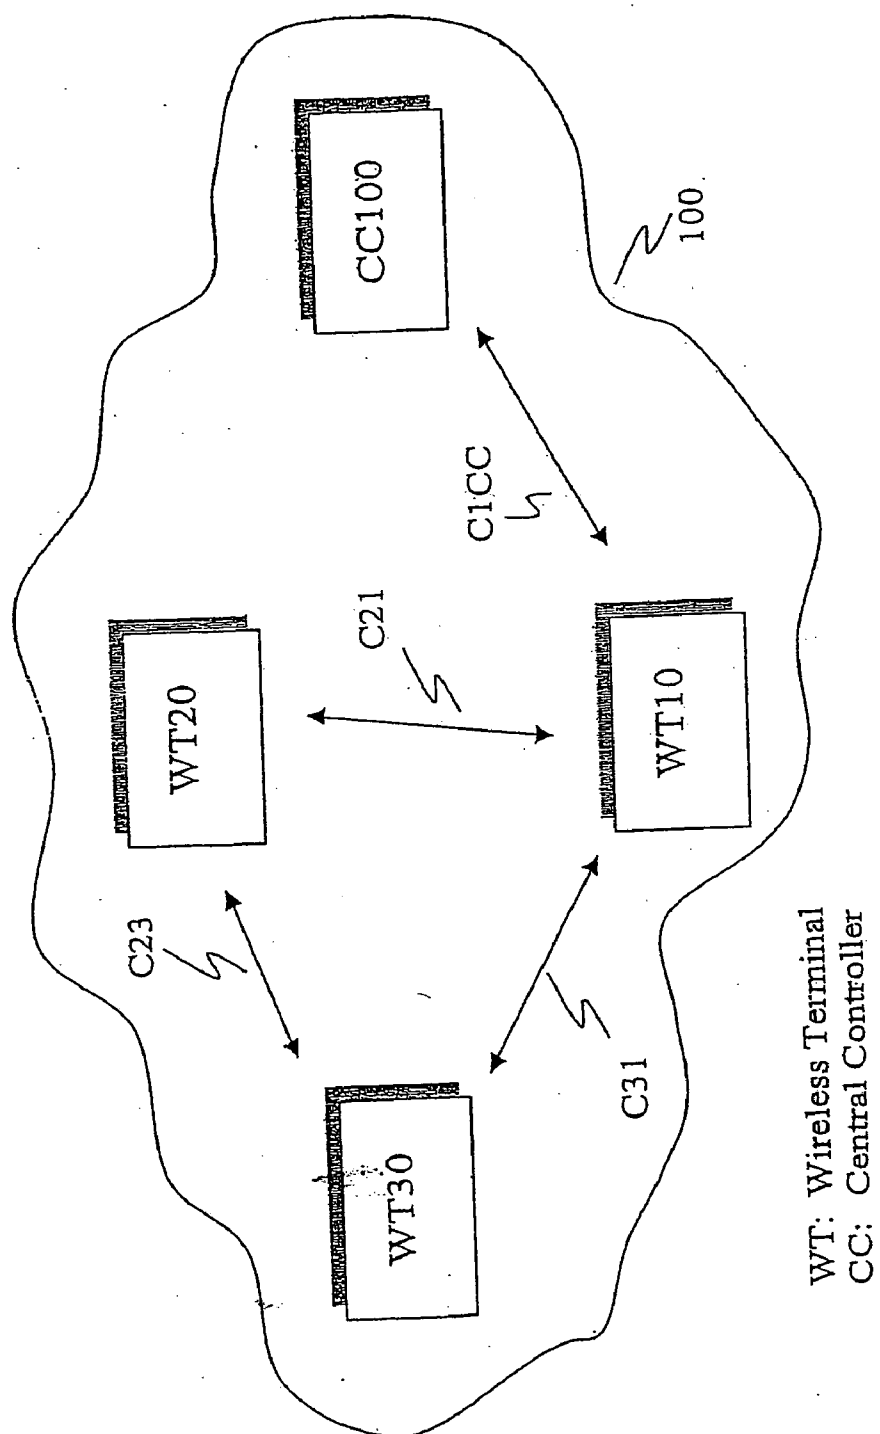 WT20
C23
C21
CC100
WT30
C1CC
C31
WT10
100
WT: Wireless Terminal
CC: Central Controller